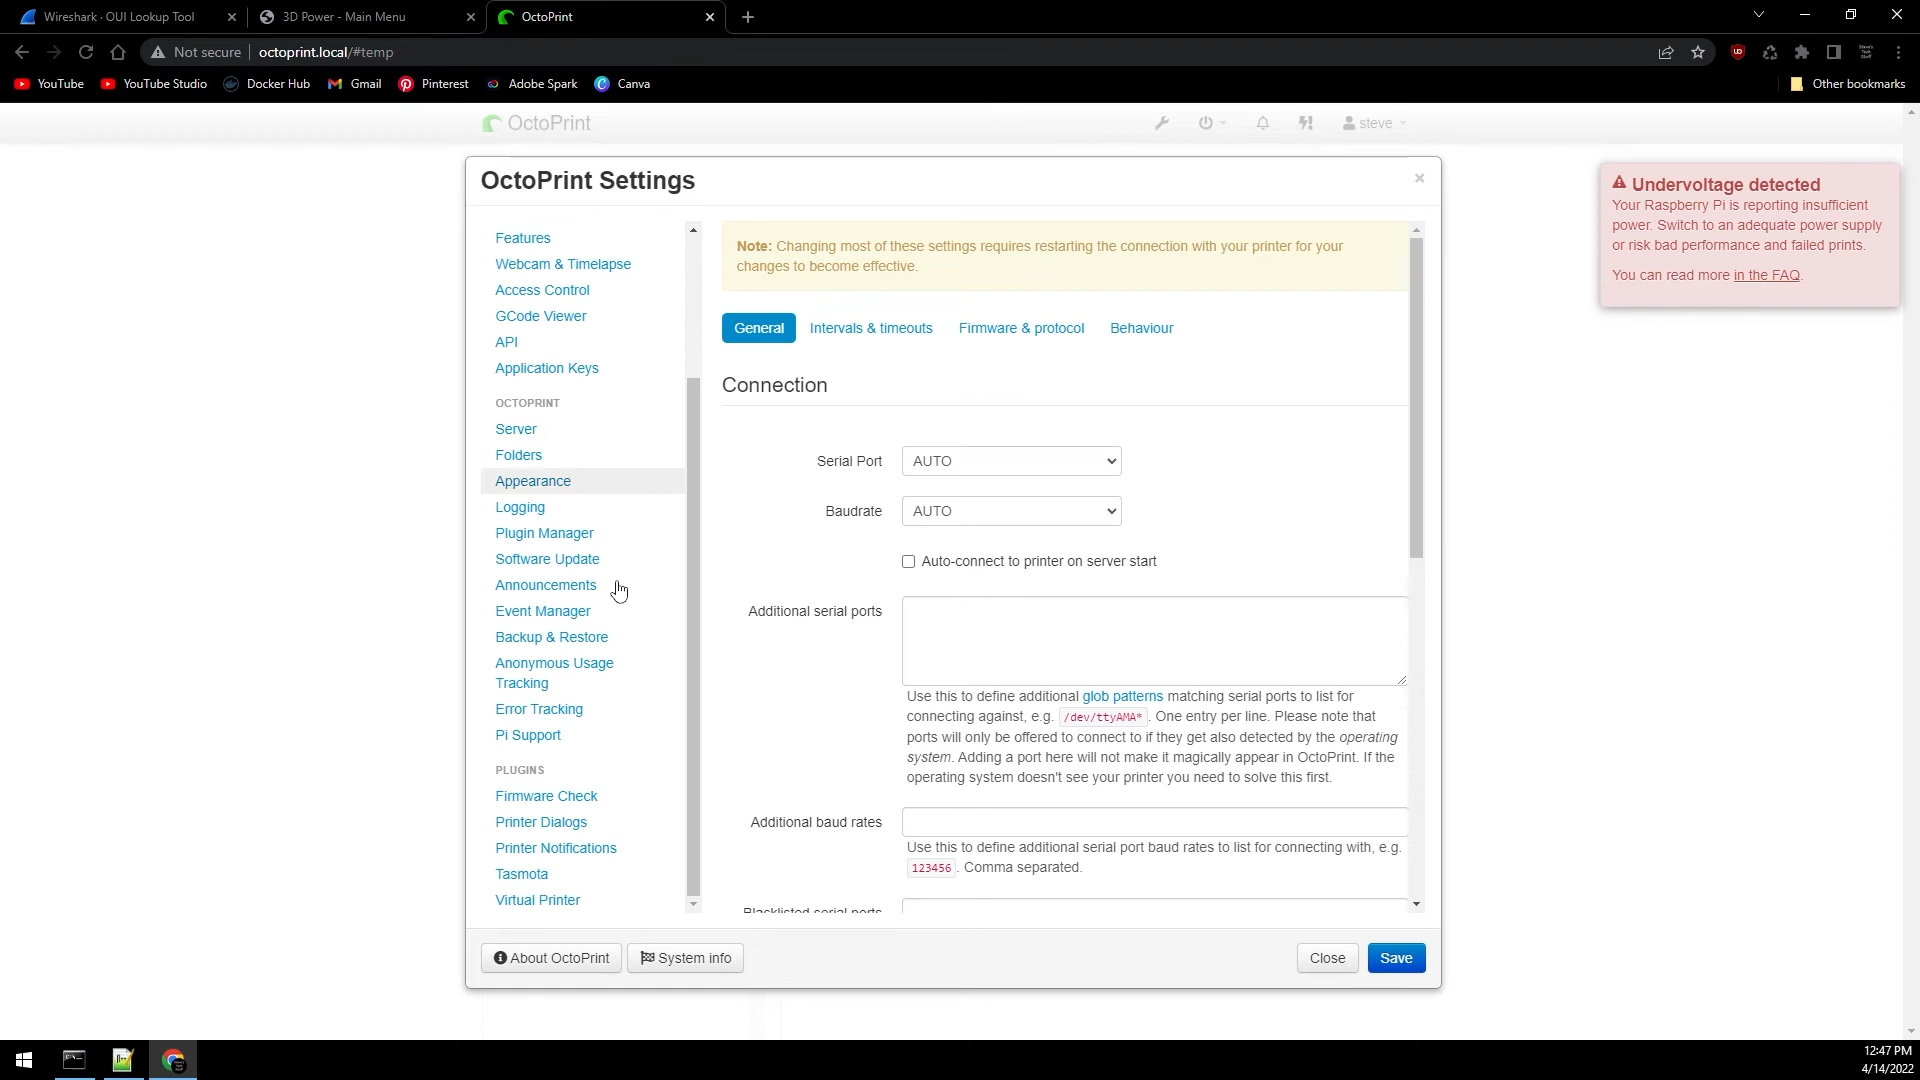 Wireshark · OUI Lookup Tool
3D Power - Main Menu
OctoPrint
Not secure
octoprint.local/#temp
YouTube
YouTube Studio
Docker Hub
Gmail
Pinterest
Adobe Spark
Canva
Other bookmarks
OctoPrint
steve
OctoPrint Settings
Features
Webcam & Timelapse
Access Control
GCode Viewer
API
Application Keys
OCTOPRINT
Server
Folders
Appearance
Logging
Plugin Manager
Software Update
Announcements
Event Manager
Backup & Restore
Anonymous Usage
Tracking
Error Tracking
Pi Support
PLUGINS
Firmware Check
Printer Dialogs
Printer Notifications
Tasmota
Virtual Printer
Note: Changing most of these settings requires restarting the connection with your printer for your
changes to become effective.
General
Intervals & timeouts
Firmware & protocol
Behaviour
Connection
Serial Port
AUTO
Baudrate
AUTO
Auto-connect to printer on server start
Additional serial ports
Use this to define additional glob patterns matching serial ports to list for
connecting against, e.g. /dev/ttyAMA* . One entry per line. Please note that
ports will only be offered to connect to if they get also detected by the operating
system. Adding a port here will not make it magically appear in OctoPrint. If the
operating system doesn't see your printer you need to solve this first.
Additional baud rates
Use this to define additional serial port baud rates to list for connecting with, e.g.
123456 . Comma separated.
Blacklisted serial ports
About OctoPrint
System info
Close
Save
Undervoltage detected
Your Raspberry Pi is reporting insufficient
power. Switch to an adequate power supply
or risk bad performance and failed prints.
You can read more in the FAQ.
12:47 PM
4/14/2022